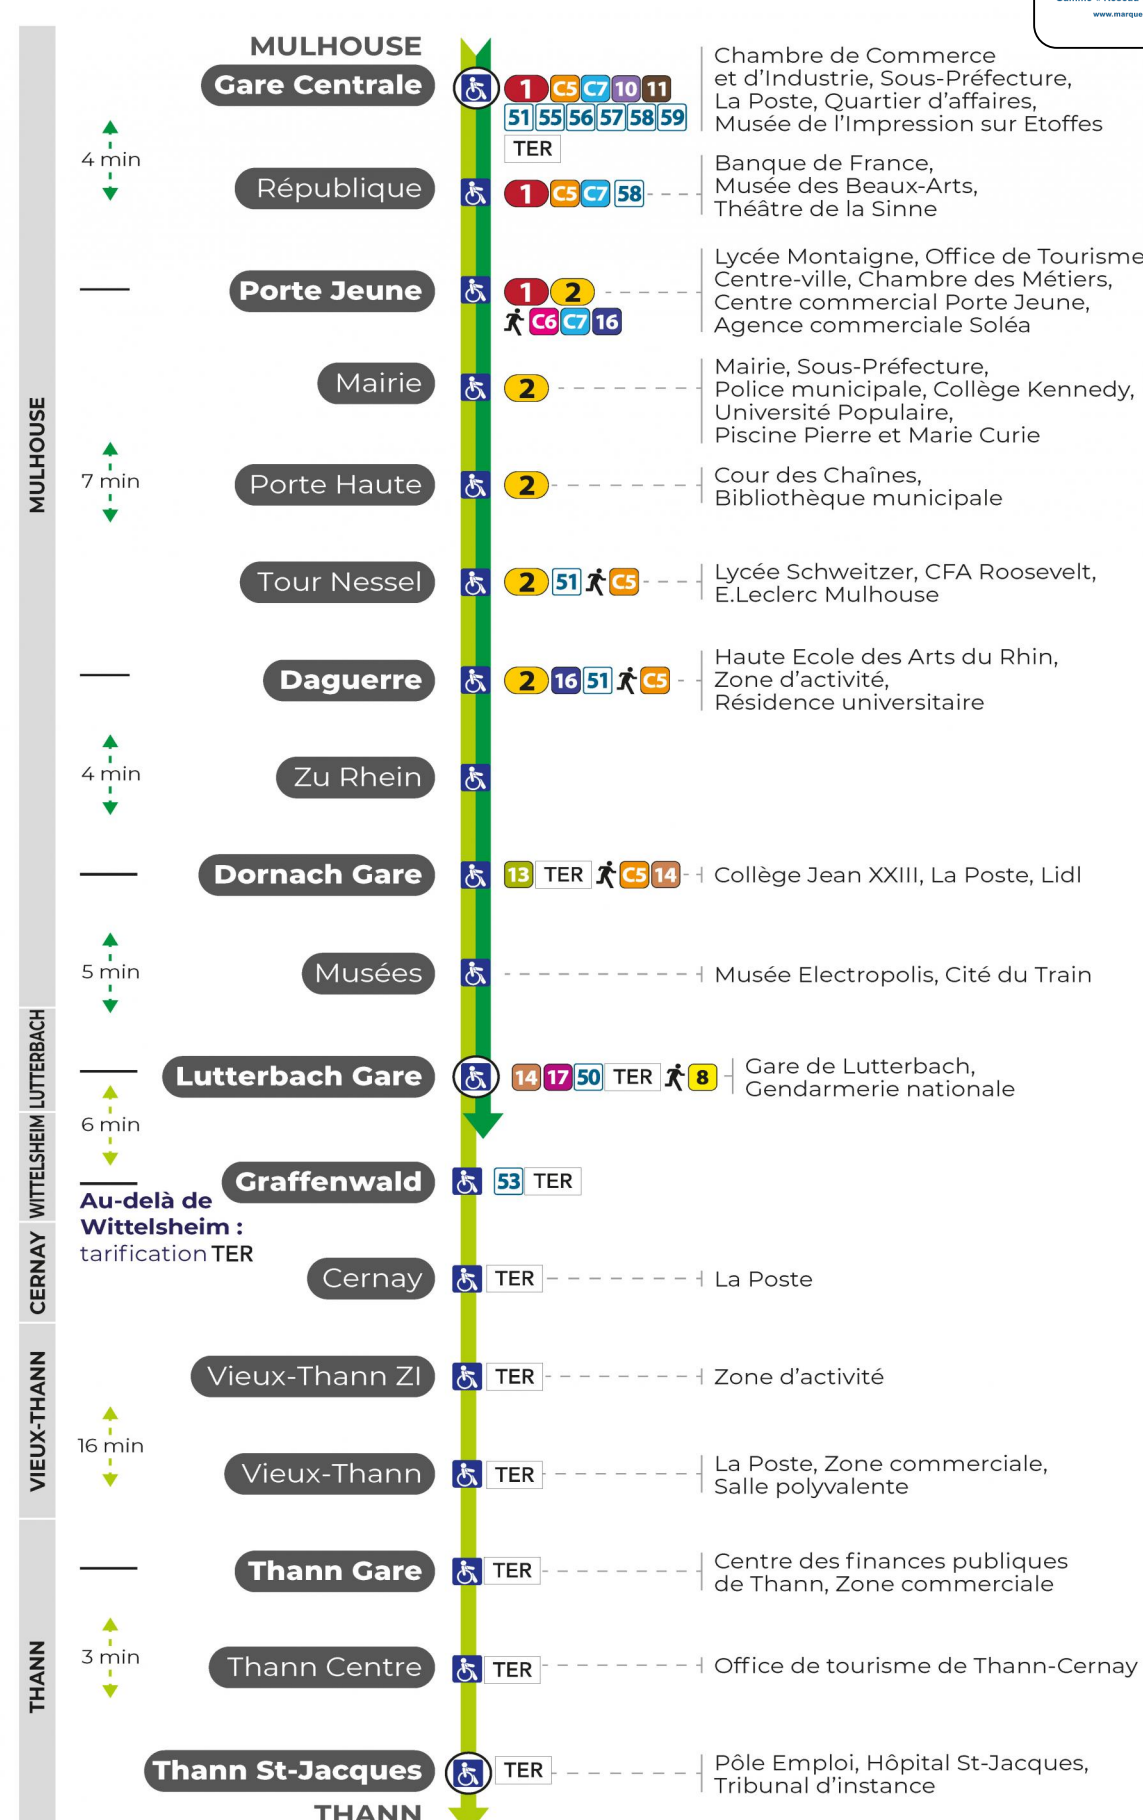 www.marque
MULHOUSE
Gare Centrale
1 C5 C7 10 11
51 55 56 57 58 59
TER
Chambre de Commerce
et d'Industrie, Sous-Préfecture,
La Poste, Quartier d'affaires,
Musée de l'Impression sur Etoffes
4 min
République
1 C5 C7 58
Banque de France,
Musée des Beaux-Arts,
Théâtre de la Sinne
Porte Jeune
1 2
C6 C7 16
Lycée Montaigne, Office de Tourisme
Centre-ville, Chambre des Métiers,
Centre commercial Porte Jeune,
Agence commerciale Soléa
Mairie
2
Mairie, Sous-Préfecture,
Police municipale, Collège Kennedy,
Université Populaire,
Piscine Pierre et Marie Curie
MULHOUSE
7 min
Porte Haute
2
Cour des Chaînes,
Bibliothèque municipale
Tour Nessel
2 51 C5
Lycée Schweitzer, CFA Roosevelt,
E.Leclerc Mulhouse
Daguerre
2 16 51 C5
Haute Ecole des Arts du Rhin,
Zone d'activité,
Résidence universitaire
4 min
Zu Rhein
Dornach Gare
13 TER C5 14
Collège Jean XXIII, La Poste, Lidl
5 min
Musées
Musée Electropolis, Cité du Train
LUTTERBACH
Lutterbach Gare
14 17 50 TER 8
Gare de Lutterbach,
Gendarmerie nationale
6 min
WITTELSHEIM
Graffenwald
53 TER
Au-delà de
Wittelsheim :
tarification TER
CERNAY
Cernay
TER
La Poste
VIEUX-THANN
Vieux-Thann ZI
TER
Zone d'activité
16 min
Vieux-Thann
TER
La Poste, Zone commerciale,
Salle polyvalente
Thann Gare
TER
Centre des finances publiques
de Thann, Zone commerciale
THANN
3 min
Thann Centre
TER
Office de tourisme de Thann-Cernay
Thann St-Jacques
TER
Pôle Emploi, Hôpital St-Jacques,
Tribunal d'instance
THANN